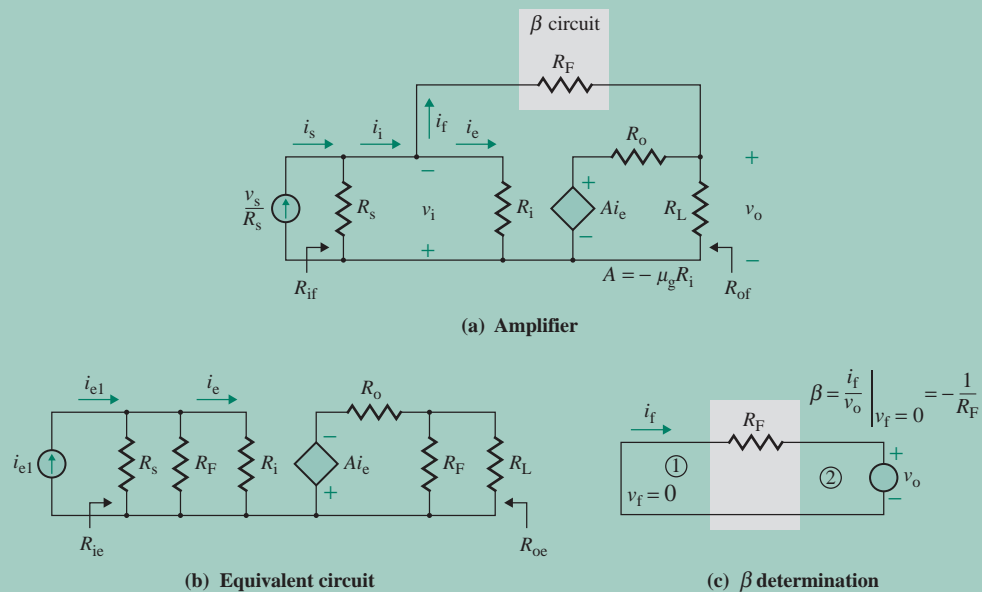 β circuit
R_F
i_s
i_i
i_f
i_e
R_o
v_s/R_s
R_s
−
v_i
+
R_i
+
Ai_e
−
R_L
+
v_o
−
R_if
A = − μ_g R_i
R_of
(a) Amplifier
i_e1
i_e
R_o
i_e1
R_s
R_F
R_i
−
Ai_e
+
R_F
R_L
R_ie
R_oe
(b) Equivalent circuit
β = i_f/v_o |v_f = 0 = − 1/R_F
i_f
R_F
①
v_f = 0
②
+
v_o
−
(c) β determination